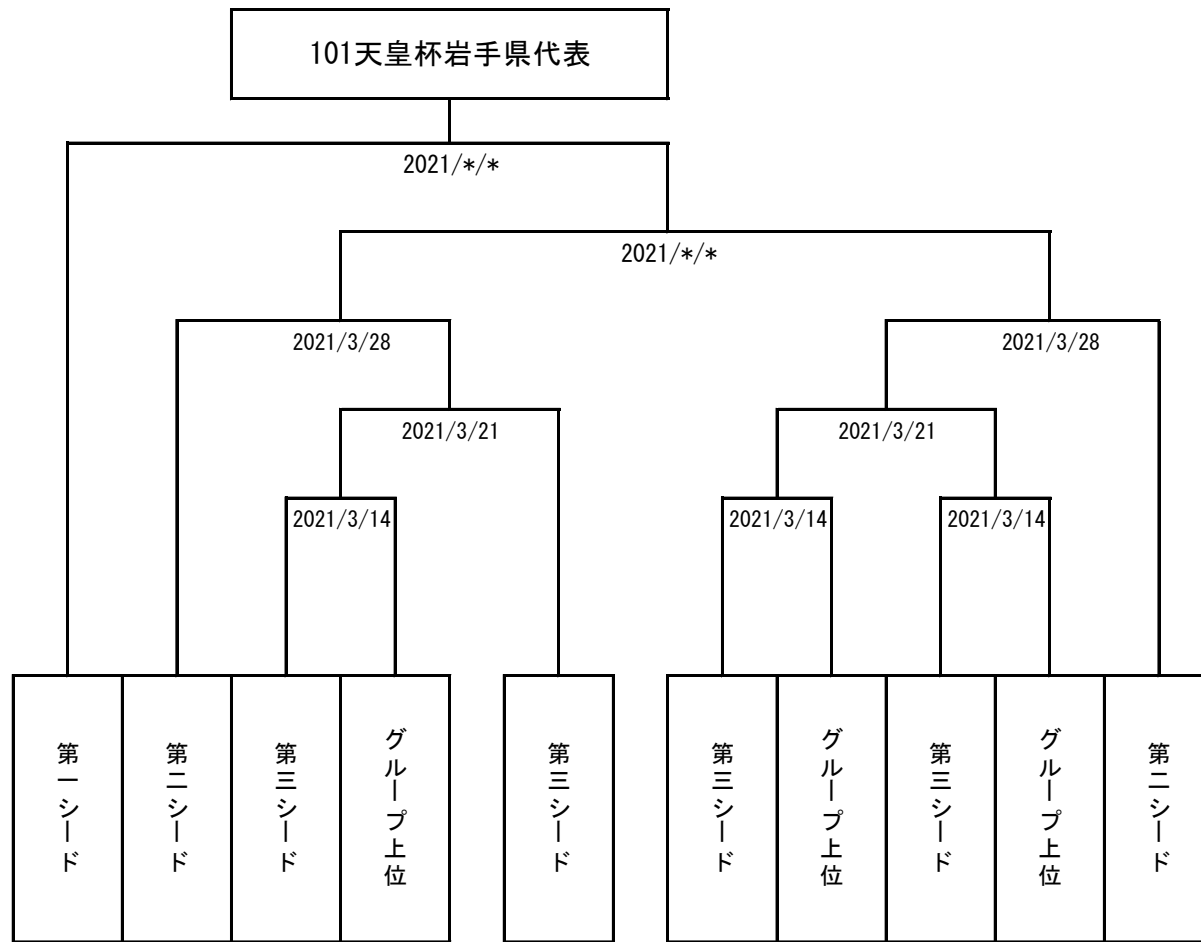 101天皇杯岩手県代表
2021/*/*
2021/*/*
2021/3/28
2021/3/28
2021/3/21
2021/3/21
2021/3/14
2021/3/14
2021/3/14
第一シード
第二シード
第三シード
グループ上位
第三シード
第三シード
グループ上位
第三シード
グループ上位
第二シード